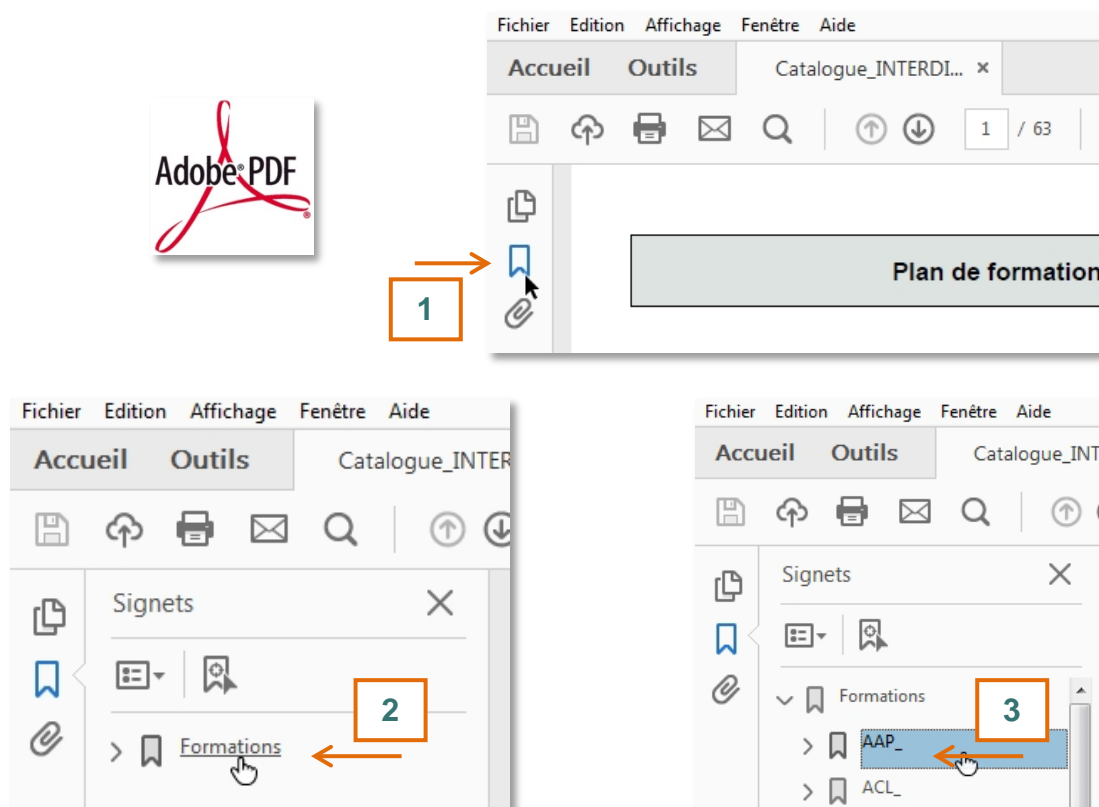 Fichier Edition Affichage Fenêtre Aide
Accueil Outils Catalogue_INTERDI... ×
1 / 63
Adobe® PDF
Plan de formation
1
Fichier Edition Affichage Fenêtre Aide
Accueil Outils Catalogue_INTER
Signets
2
Formations
Fichier Edition Affichage Fenêtre Aide
Accueil Outils Catalogue_INT
Signets
Formations
3
AAP_
ACL_